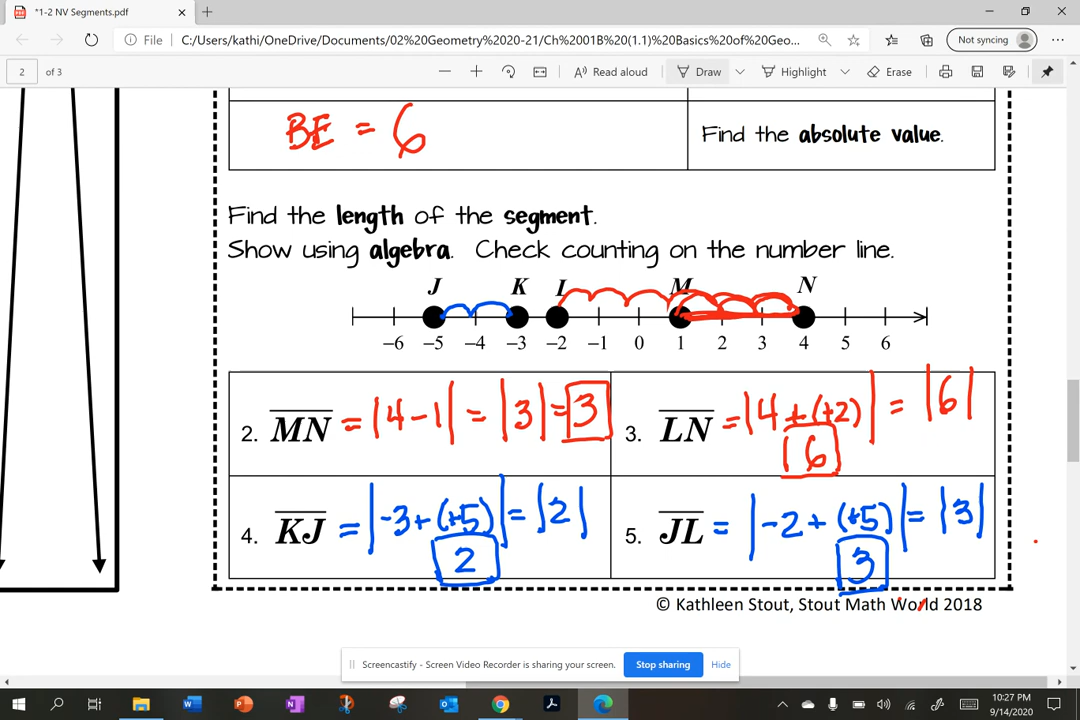 *1-2 NV Segments.pdf
File C:/Users/kathi/OneDrive/Documents/02%20Geometry%2020-21/Ch%2001B%20(1.1)%20Basics%20of%20Geo... Not syncing
2 of 3 Read aloud Draw Highlight Erase
BE = 6 Find the absolute value.
Find the length of the segment.
Show using algebra. Check counting on the number line.
J K L M N
−6 −5 −4 −3 −2 −1 0 1 2 3 4 5 6
2. MN = |4-1| = |3| = 3
3. LN = |4+(+2)| = |6|
6
4. KJ = |-3+(+5)| = |2|
2
5. JL = |-2+(+5)| = |3|
3
© Kathleen Stout, Stout Math World 2018
Screencastify - Screen Video Recorder is sharing your screen. Stop sharing Hide
10:27 PM
9/14/2020